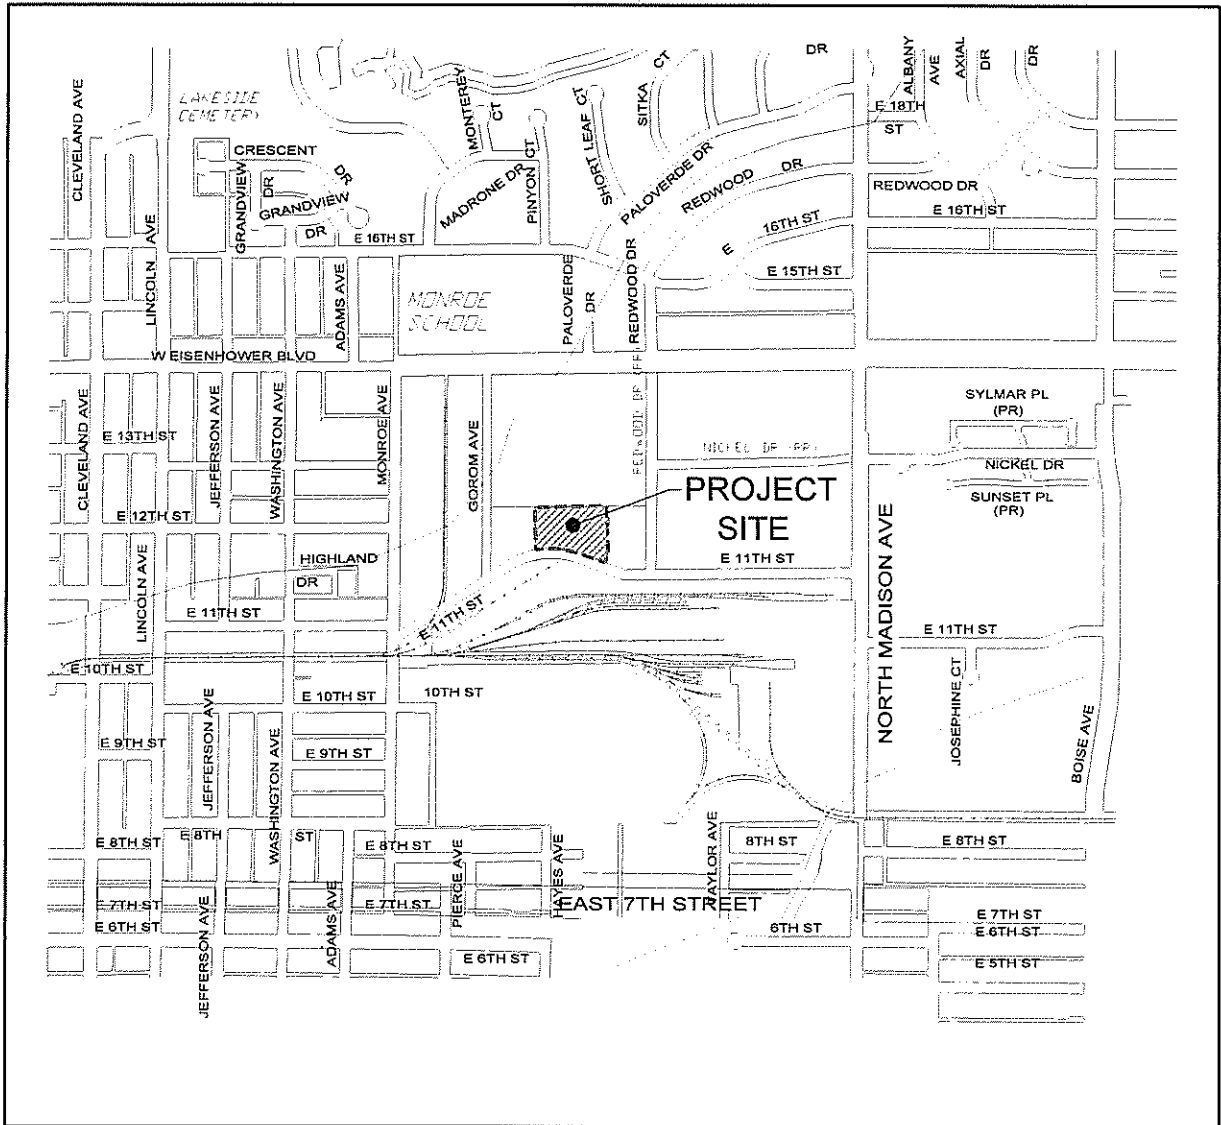 DR
ALBANY
AVE
AXIAL
DR
DR
CLEVELAND AVE
LAKESIDE
CEMETERY
MONTEREY
CT
SHORT LEAF CT
SITKA CT
E 18TH
ST
CRESCENT
DR
GRANDVIEW
DR
GRANDVIEW
DR
MADRONE DR
PINYON CT
PALOVERDE DR
REDWOOD DR
REDWOOD DR
E 16TH ST
LINCOLN AVE
E 16TH ST
E 16TH ST
E 15TH ST
ADAMS AVE
MONROE
SCHOOL
PALOVERDE
DR
REDWOOD DR
W EISENHOWER BLVD
CLEVELAND AVE
JEFFERSON AVE
WASHINGTON AVE
MONROE AVE
GOROM AVE
REDWOOD DR (PR)
SYLMAR PL
(PR)
E 13TH ST
NICKEL DR (PR)
NICKEL DR
SUNSET PL
(PR)
PROJECT
SITE
E 12TH ST
HIGHLAND
DR
E 11TH ST
LINCOLN AVE
E 11TH ST
E 11TH ST
NORTH MADISON AVE
E 11TH ST
E 10TH ST
E 10TH ST
10TH ST
JOSEPHINE CT
BOISE AVE
E 9TH ST
JEFFERSON AVE
WASHINGTON AVE
E 9TH ST
E 8TH ST
E 8TH ST
E 8TH ST
8TH ST
E 8TH ST
PIERCE AVE
HAYES AVE
TAYLOR AVE
E 7TH ST
E 7TH ST
EAST 7TH STREET
E 7TH ST
E 6TH ST
JEFFERSON AVE
ADAMS AVE
E 6TH ST
6TH ST
E 6TH ST
E 5TH ST